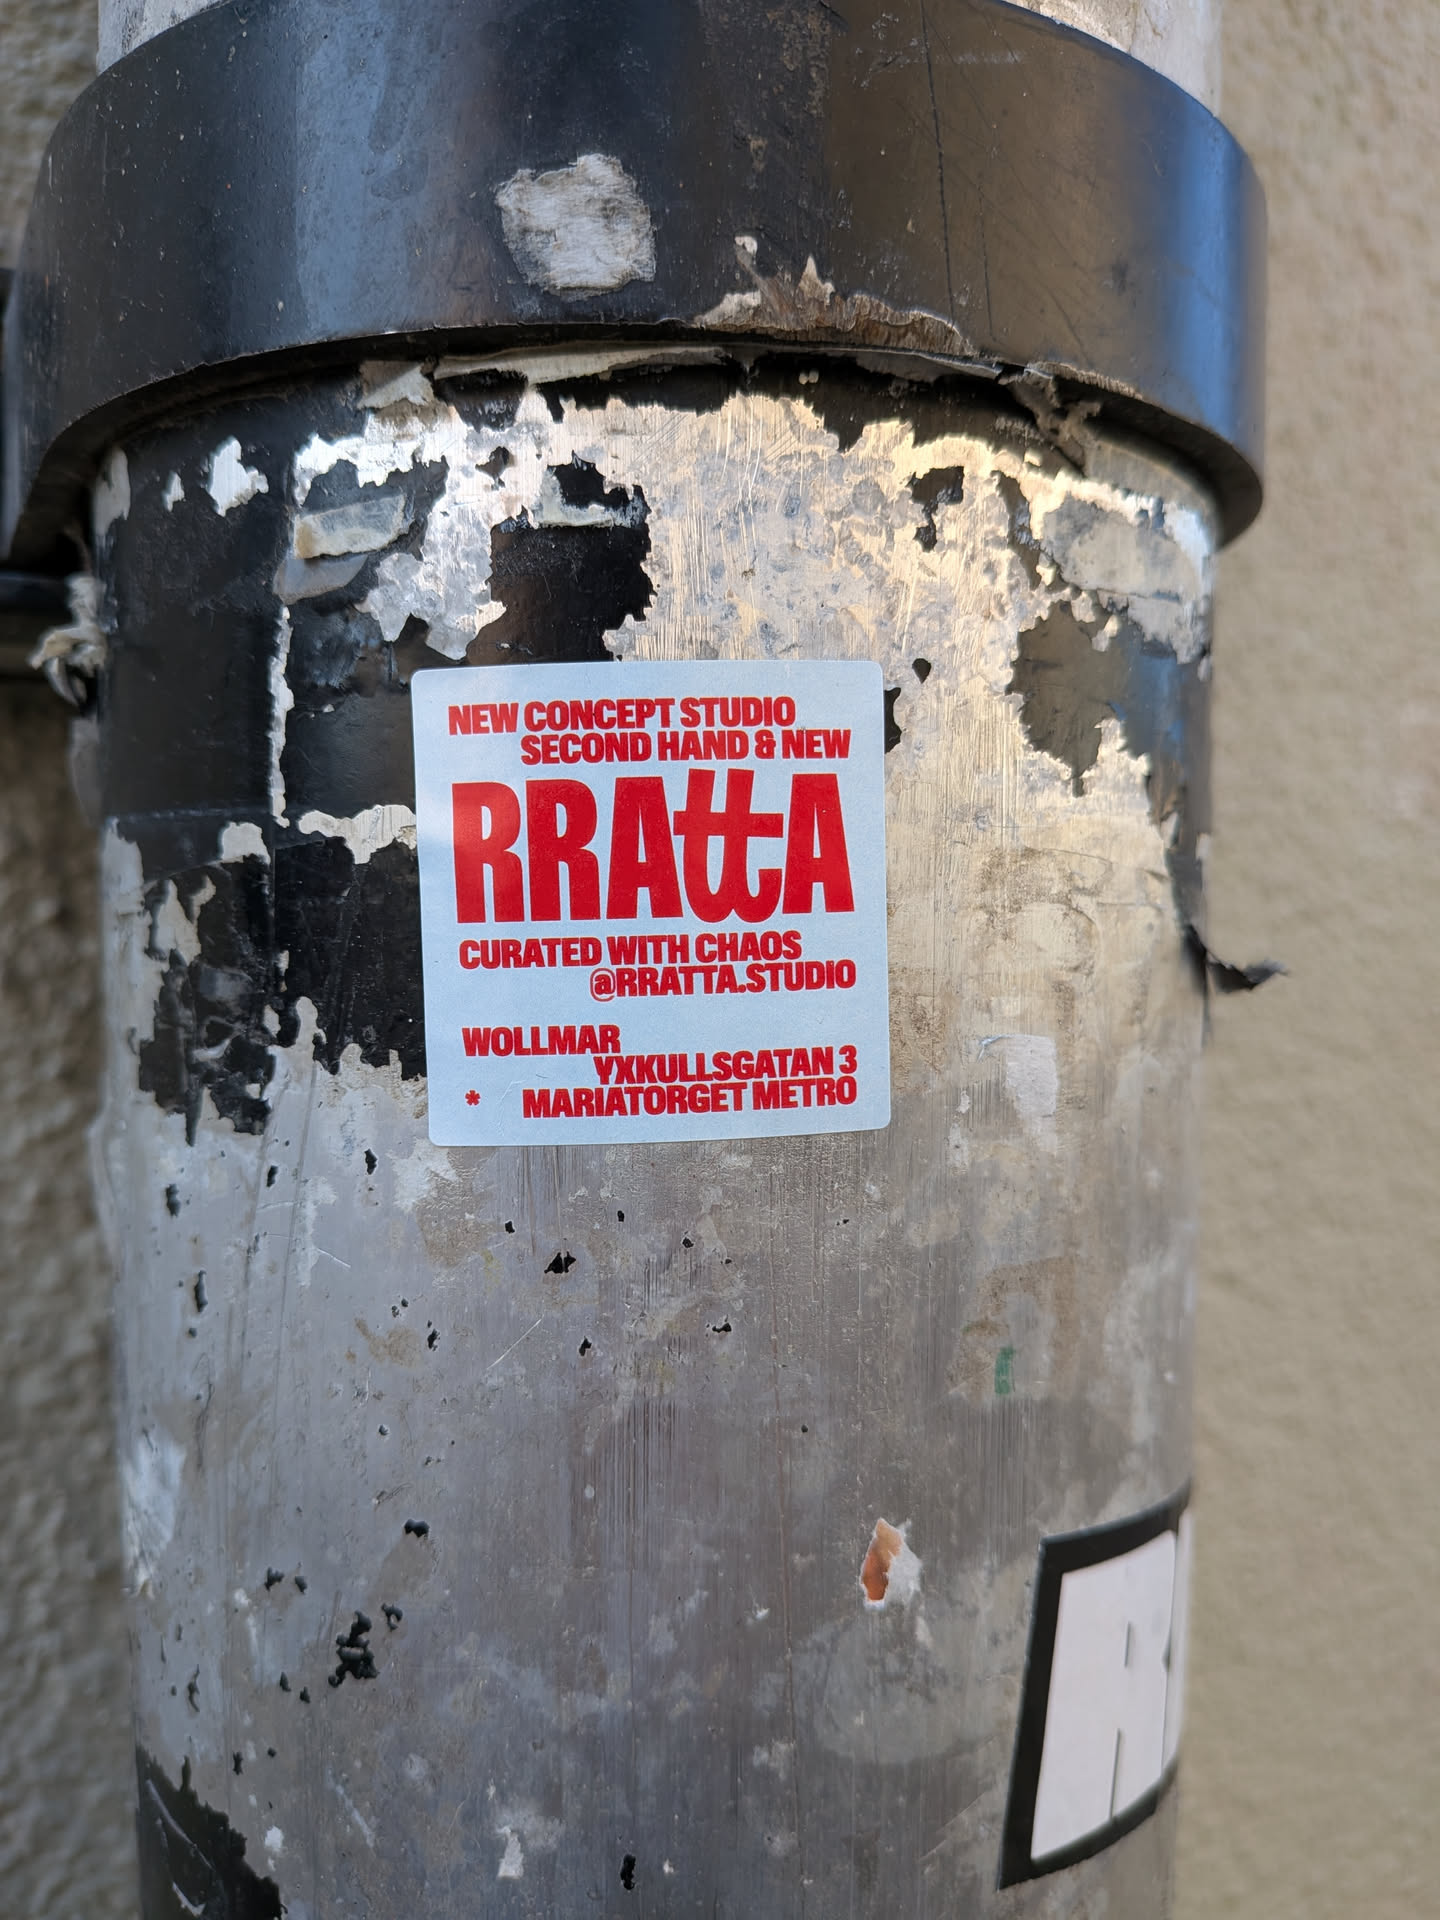 NEW CONCEPT STUDIO
SECOND HAND & NEW
RRAttA
CURATED WITH CHAOS
@RRATTA.STUDIO
WOLLMAR
YXKULLSGATAN 3
* MARIATORGET METRO
R